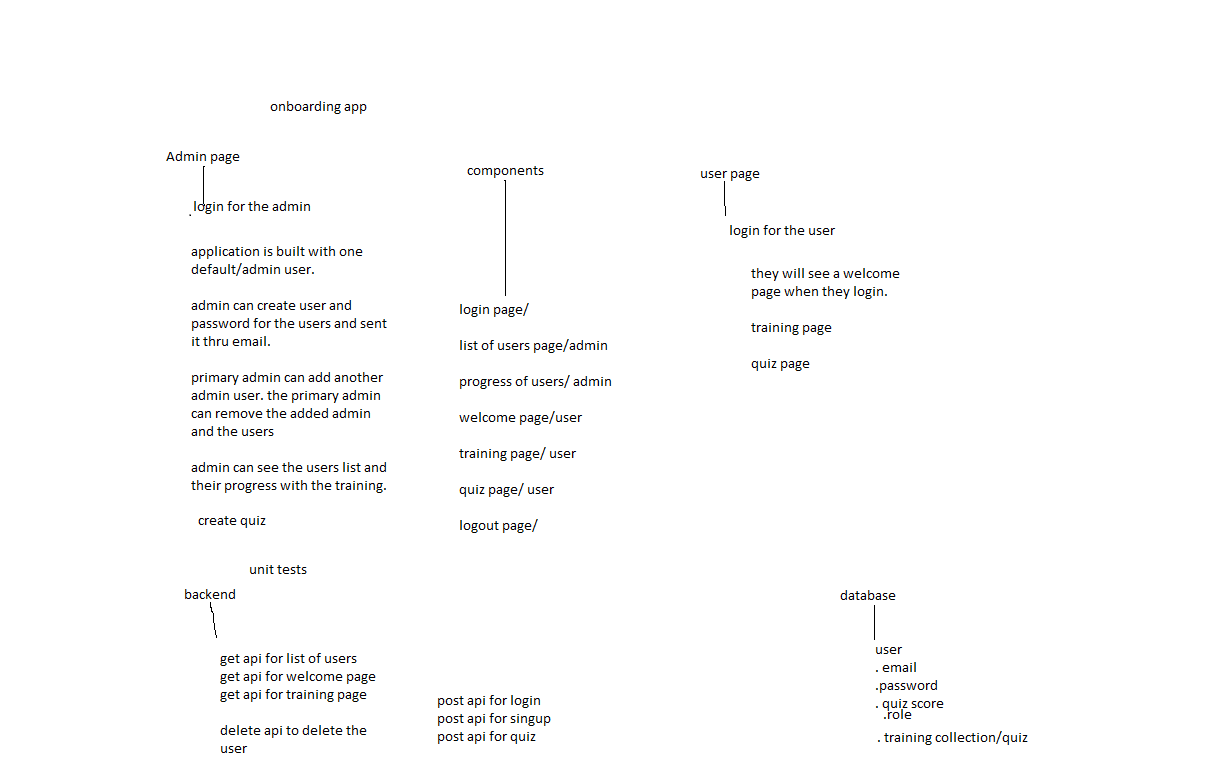 onboarding app
Admin page
login for the admin
application is built with one
default/admin user.
admin can create user and
password for the users and sent
it thru email.
primary admin can add another
admin user. the primary admin
can remove the added admin
and the users
admin can see the users list and
their progress with the training.
create quiz
components
login page/
list of users page/admin
progress of users/ admin
welcome page/user
training page/ user
quiz page/ user
logout page/
user page
login for the user
they will see a welcome
page when they login.
training page
quiz page
unit tests
backend
get api for list of users
get api for welcome page
get api for training page
delete api to delete the
user
post api for login
post api for singup
post api for quiz
database
user
. email
.password
. quiz score
.role
. training collection/quiz